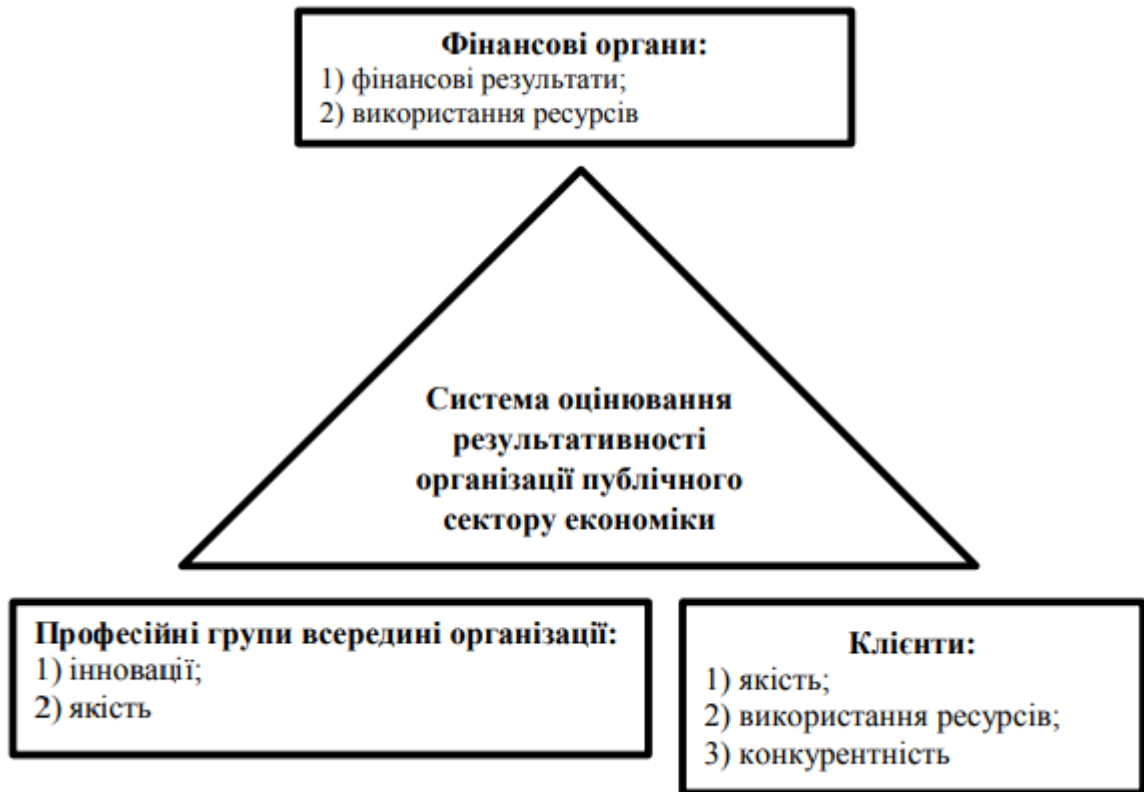 Фінансові органи:
1) фінансові результати;
2) використання ресурсів
Система оцінювання
результативності
організації публічного
сектору економіки
Професійні групи всередині організації:
1) інновації;
2) якість
Клієнти:
1) якість;
2) використання ресурсів;
3) конкурентність